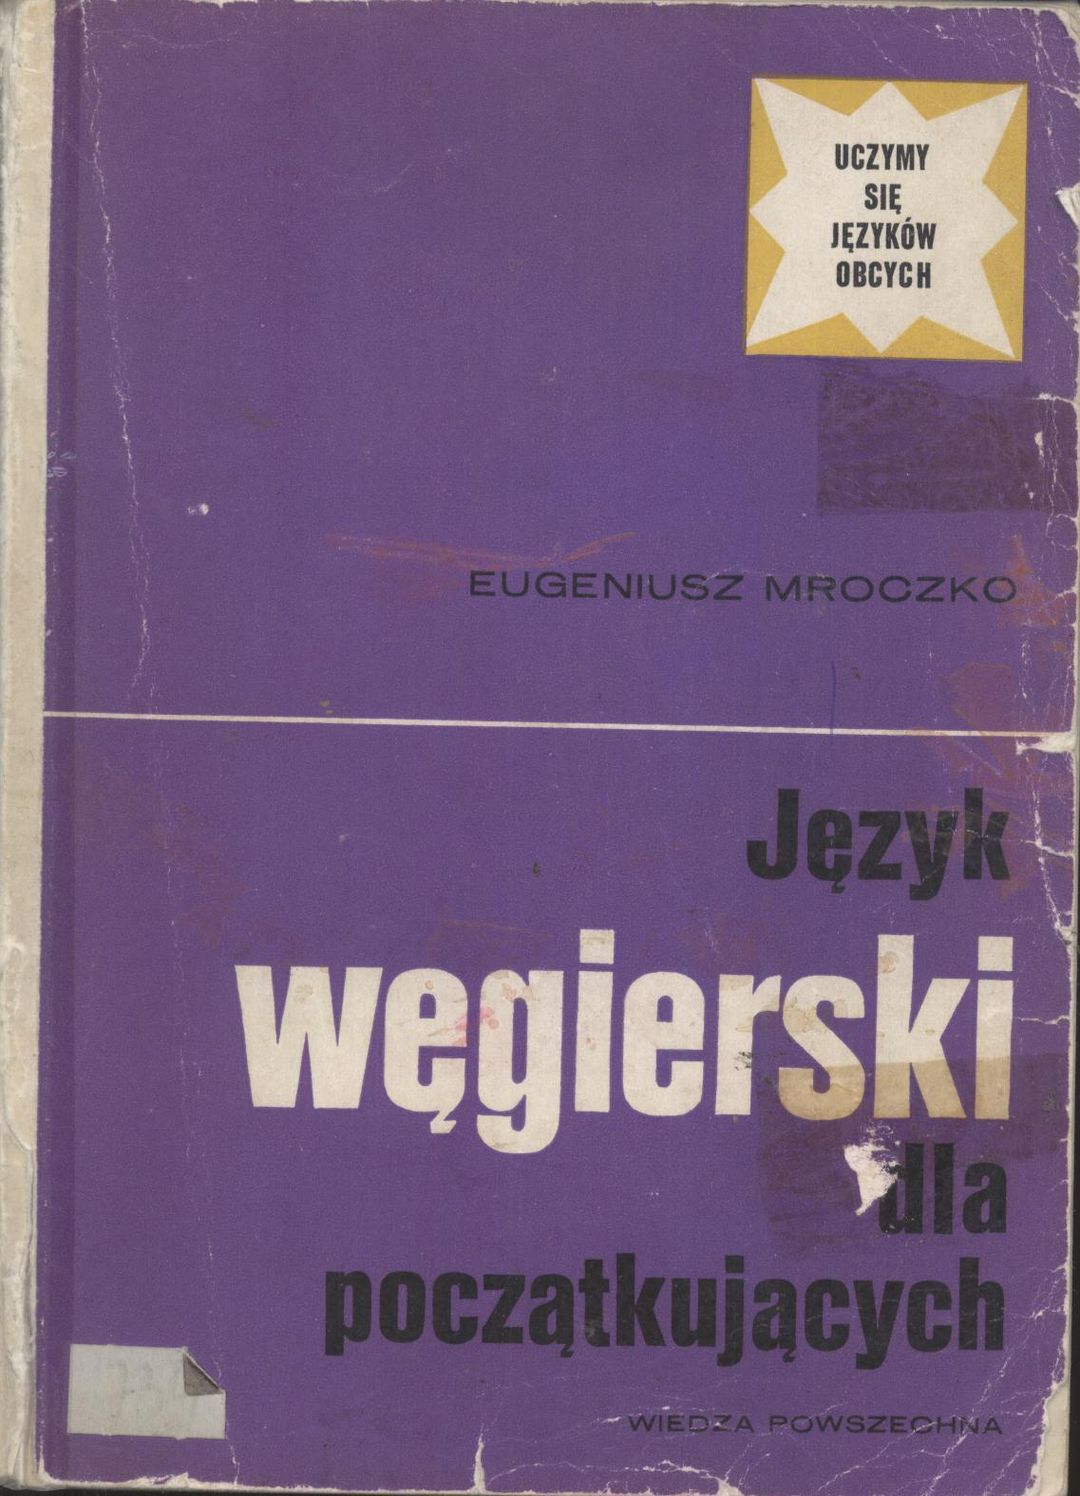 UCZYMY
SIĘ
JĘZYKÓW
OBCYCH
EUGENIUSZ MROCZKO
Język
węgierski
dla
początkujących
WIEDZA POWSZECHNA